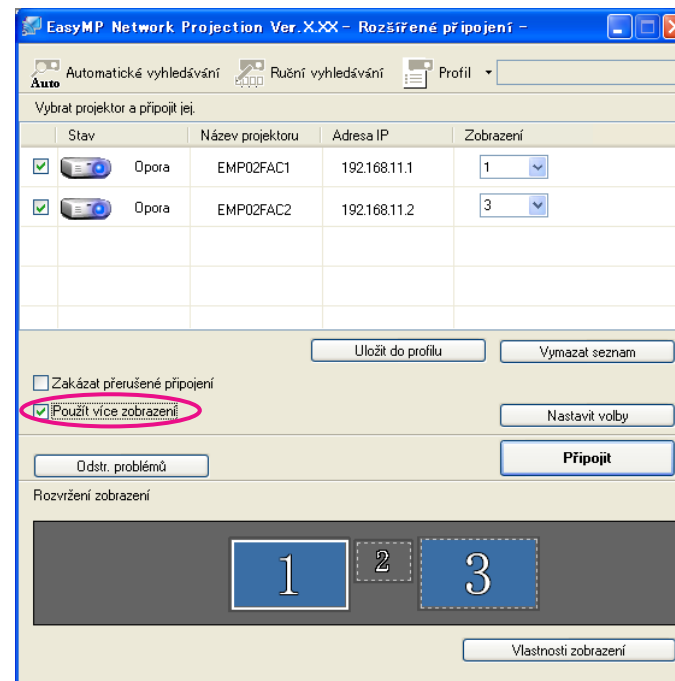 EasyMP Network Projection Ver.X.XX – Rozšířené připojení –
Auto Automatické vyhledávání Ruční vyhledávání Profil
Vybrat projektor a připojit jej.
Stav Název projektoru Adresa IP Zobrazení
Opora EMP02FAC1 192.168.11.1 1
Opora EMP02FAC2 192.168.11.2 3
Uložit do profilu Vymazat seznam
Zakázat přerušené připojení
Použít více zobrazení Nastavit volby
Odstr. problémů Připojit
Rozvržení zobrazení
1 2 3
Vlastnosti zobrazení